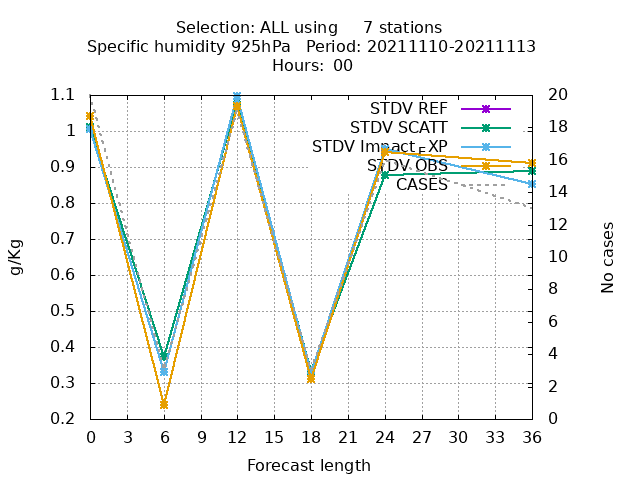 Selection: ALL using 7 stations
Specific humidity 925hPa Period: 20211110-20211113
Hours: 00
1.1
1
0.9
0.8
0.7
0.6
0.5
0.4
0.3
0.2
g/Kg
STDV REF
STDV SCATT
STDV Impact_EXP
STDV OBS
CASES
20
18
16
14
12
10
8
6
4
2
0
No cases
0 3 6 9 12 15 18 21 24 27 30 33 36
Forecast length